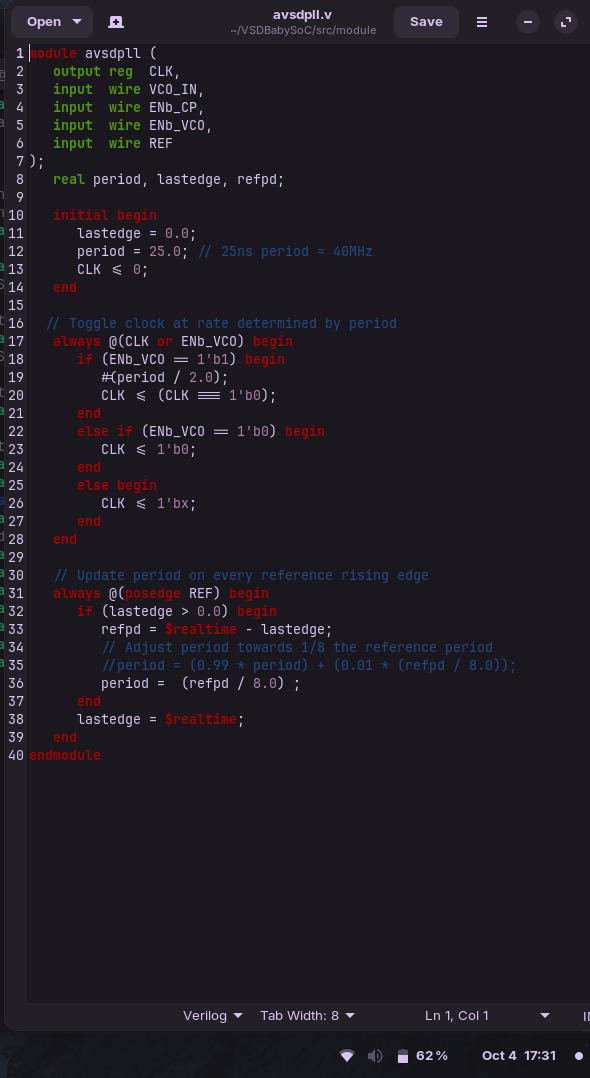 Open
avsdpll.v
~/VSDBabySoC/src/module
Save
1 module avsdpll (
2    output reg  CLK,
3    input  wire VCO_IN,
4    input  wire ENb_CP,
5    input  wire ENb_VCO,
6    input  wire REF
7 );
8    real period, lastedge, refpd;
9
10    initial begin
11       lastedge = 0.0;
12       period = 25.0; // 25ns period = 40MHz
13       CLK <= 0;
14    end
15
16   // Toggle clock at rate determined by period
17    always @(CLK or ENb_VCO) begin
18       if (ENb_VCO == 1'b1) begin
19          #(period / 2.0);
20          CLK <= (CLK === 1'b0);
21       end
22       else if (ENb_VCO == 1'b0) begin
23          CLK <= 1'b0;
24       end
25       else begin
26          CLK <= 1'bx;
27       end
28    end
29
30    // Update period on every reference rising edge
31    always @(posedge REF) begin
32       if (lastedge > 0.0) begin
33          refpd = $realtime - lastedge;
34          // Adjust period towards 1/8 the reference period
35          //period = (0.99 * period) + (0.01 * (refpd / 8.0));
36          period =  (refpd / 8.0) ;
37       end
38       lastedge = $realtime;
39    end
40 endmodule
Verilog  Tab Width: 8  Ln 1, Col 1
62%  Oct 4  17:31